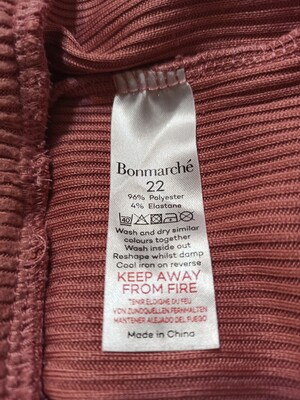 Bonmarché
22
96% Polyester
4% Elastane
40
Wash and dry similar
colours together
Wash inside out
Reshape whilst damp
Cool iron on reverse
KEEP AWAY
FROM FIRE
TENIR ÉLOIGNÉ DU FEU
VON ZUNDQUELLEN FERNHALTEN
MANTENER ALEJADO DEL FUEGO
Made in China